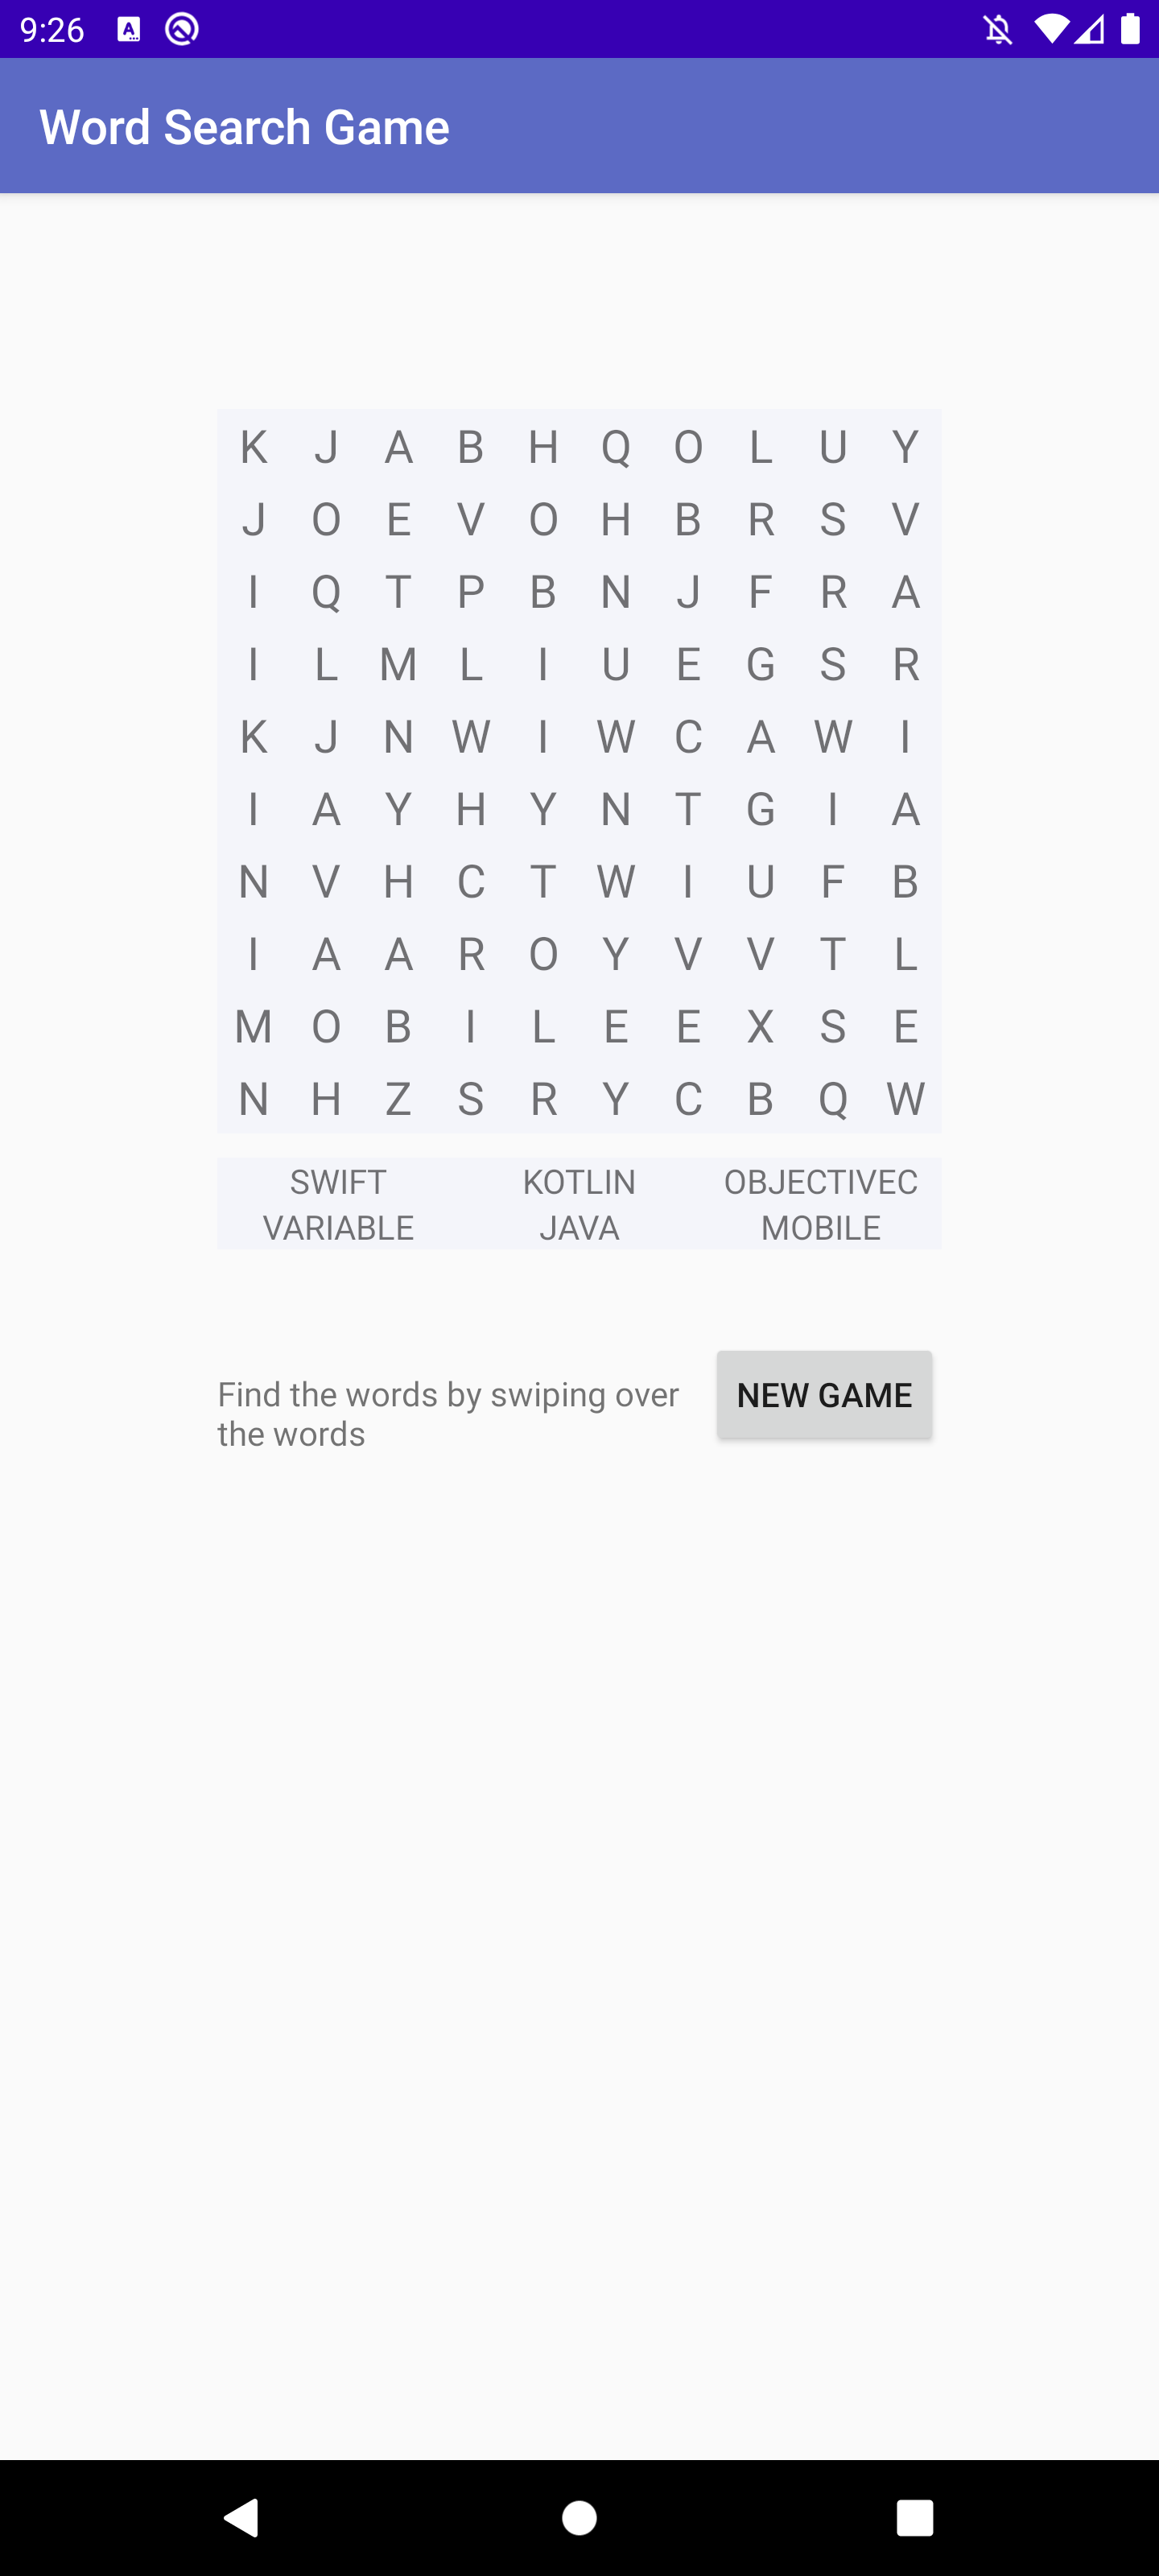 9:26
Word Search Game
K J A B H Q O L U Y
J O E V O H B R S V
I Q T P B N J F R A
I L M L I U E G S R
K J N W I W C A W I
I A Y H Y N T G I A
N V H C T W I U F B
I A A R O Y V V T L
M O B I L E E X S E
N H Z S R Y C B Q W
SWIFT KOTLIN OBJECTIVEC
VARIABLE JAVA MOBILE
Find the words by swiping over
the words
NEW GAME